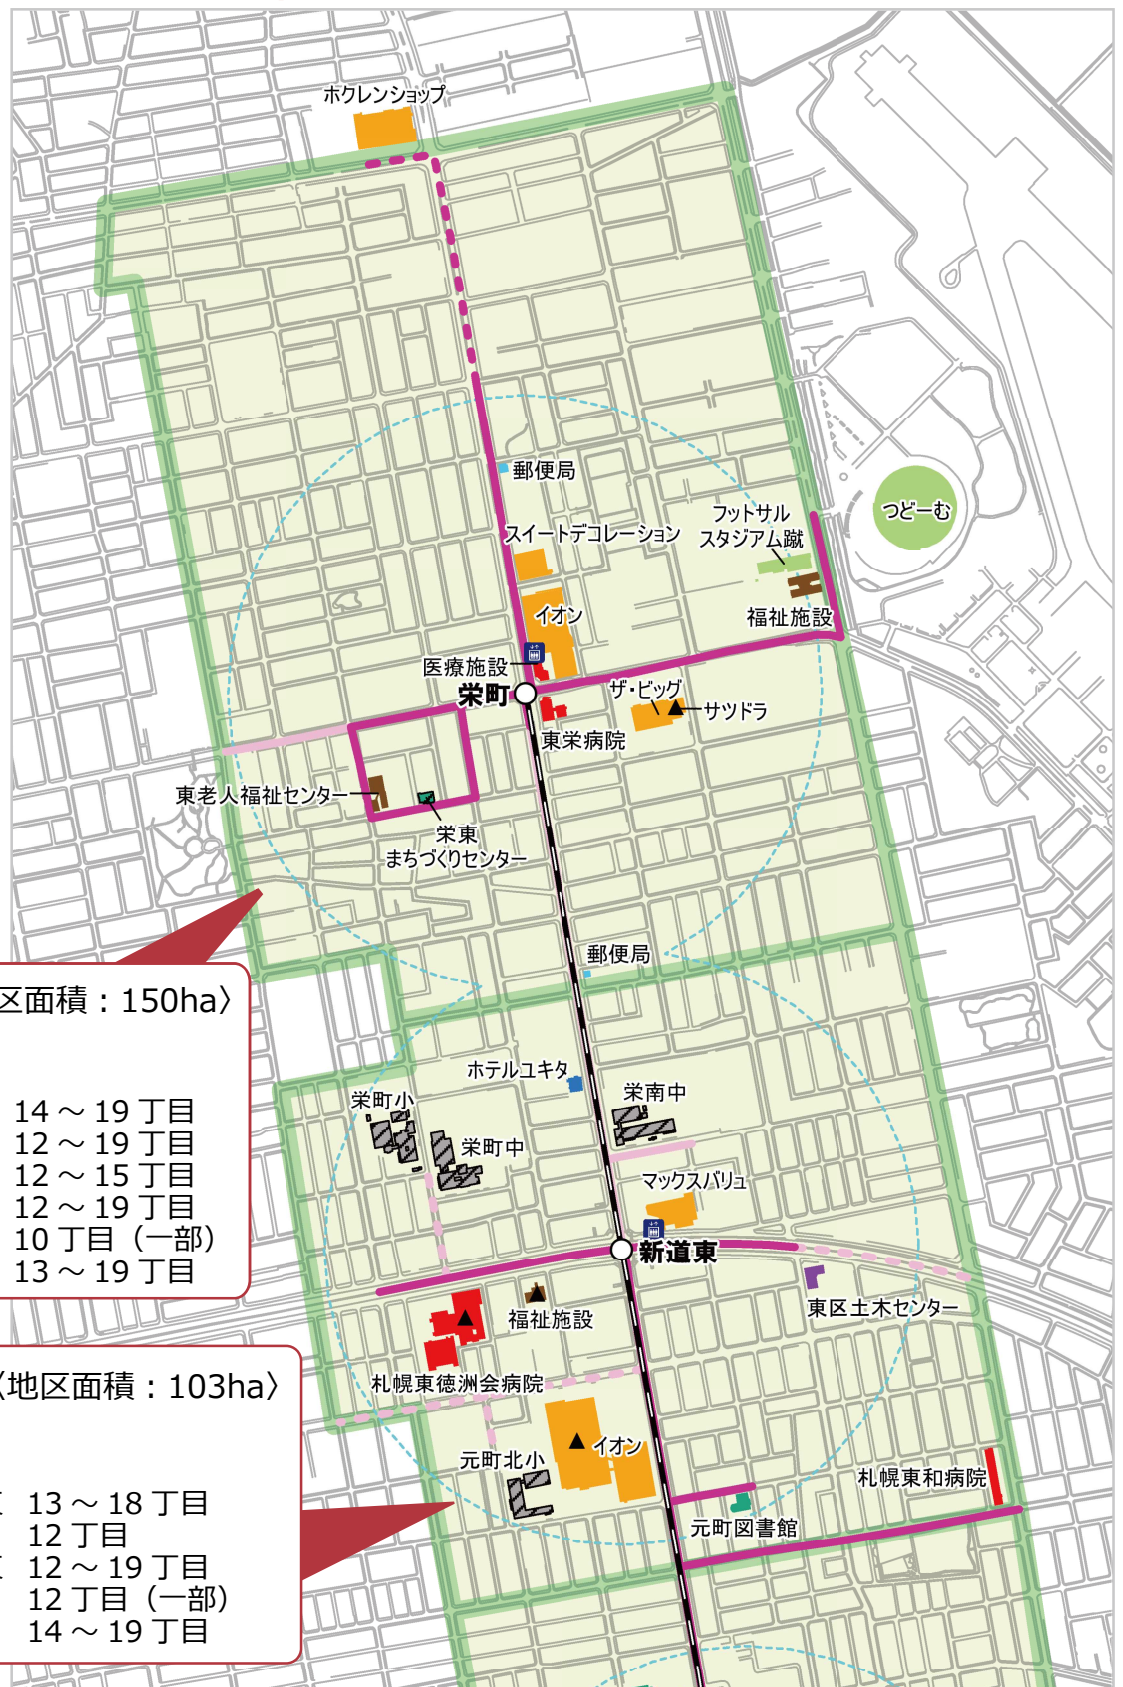 ホクレンショップ
郵便局
スイートデコレーション
フットサル
スタジアム蹴
つどーむ
イオン
福祉施設
医療施設
栄町
ザ・ビッグ
サツドラ
東栄病院
東老人福祉センター
栄東
まちづくりセンター
郵便局
区面積：150ha〉
14～19丁目
12～19丁目
12～15丁目
12～19丁目
10丁目（一部）
13～19丁目
ホテルユキタ
栄町小
栄南中
栄町中
マックスバリュ
新道東
東区土木センター
福祉施設
札幌東徳洲会病院
〈地区面積：103ha〉
13～18丁目
12丁目
12～19丁目
12丁目（一部）
14～19丁目
イオン
元町北小
札幌東和病院
元町図書館